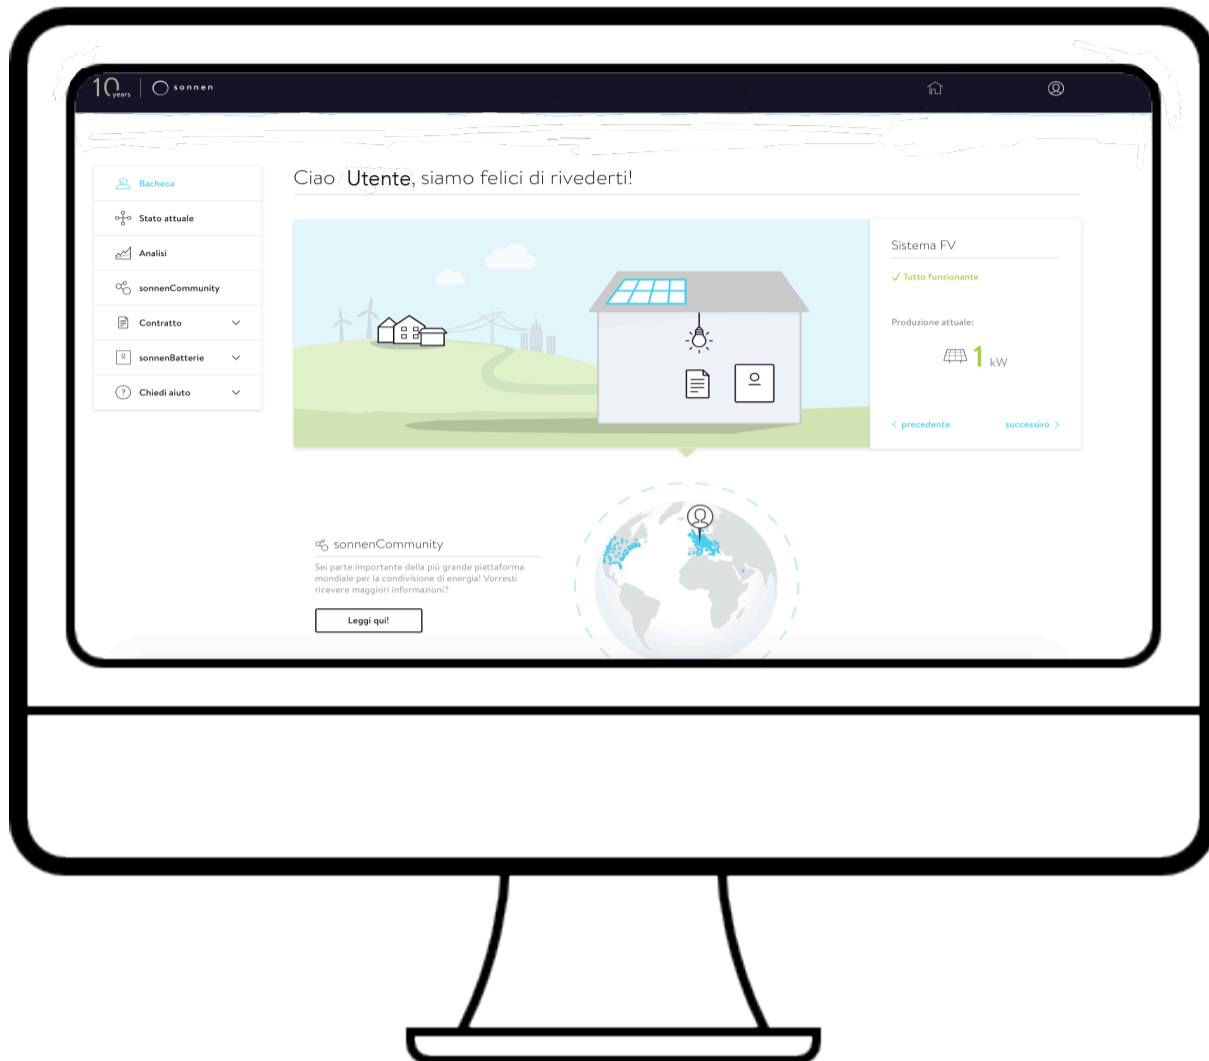 10 years
sonnen
Bacheca
Stato attuale
Analisi
sonnenCommunity
Contratto
sonnenBatterie
Chiedi aiuto
Ciao Utente, siamo felici di rivederti!
Sistema FV
Tutto funzionante
Produzione attuale:
1 kW
precedente
successivo
sonnenCommunity
Sei parte importante della più grande piattaforma
mondiale per la condivisione di energia! Vorresti
ricevere maggiori informazioni?
Leggi qui!